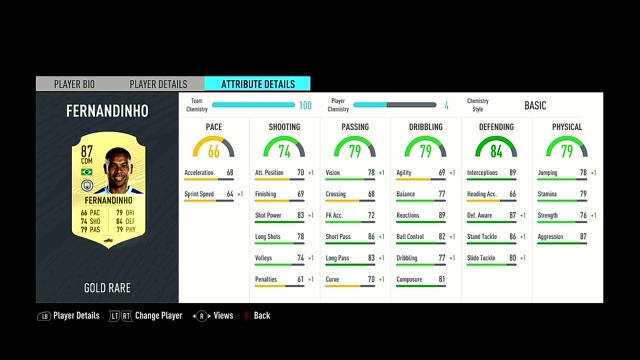 PLAYER BIO PLAYER DETAILS ATTRIBUTE DETAILS
FERNANDINHO
87
CDM
FERNANDINHO
66 PAC 79 DRI
74 SHO 84 DEF
79 PAS 79 PHY
GOLD RARE
Team Chemistry 100 Player Chemistry 4 Chemistry Style BASIC
PACE
66
Acceleration 68
Sprint Speed 64 +1
SHOOTING
74
Att. Position 70 +1
Finishing 69 +1
Shot Power 83 +1
Long Shots 78
Volleys 74 +1
Penalties 61 +1
PASSING
79
Vision 78 +1
Crossing 68
FK Acc. 72
Short Pass 86 +1
Long Pass 83 +1
Curve 70 +1
DRIBBLING
79
Agility 69 +1
Balance 77
Reactions 89
Ball Control 82 +1
Dribbling 77 +1
Composure 81
DEFENDING
84
Interceptions 89
Heading Acc. 66
Def. Aware 87 +1
Stand Tackle 86 +1
Slide Tackle 80 +1
PHYSICAL
79
Jumping 78 +1
Stamina 79
Strength 76 +1
Aggression 87
LB Player Details LT RT Change Player R Views B Back